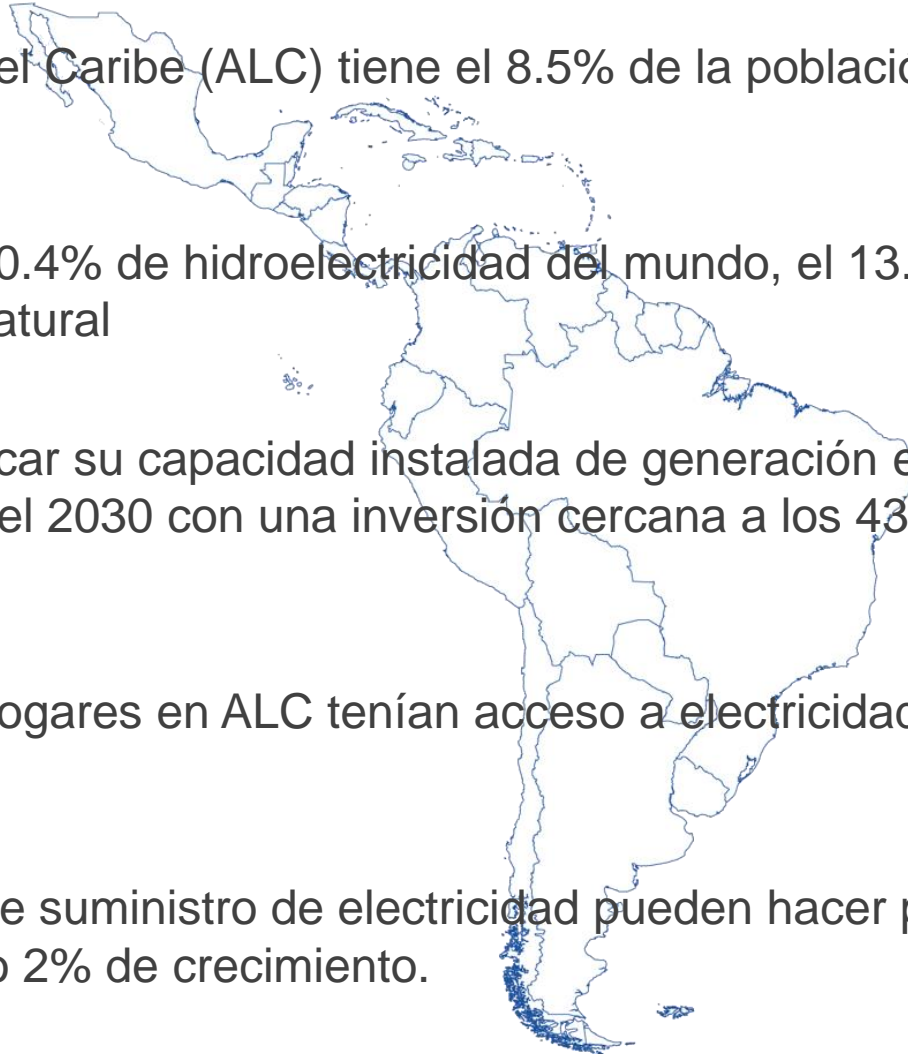 el Caribe (ALC) tiene el 8.5% de la població
0.4% de hidroelectricidad del mundo, el 13.
atural
car su capacidad instalada de generación e
el 2030 con una inversión cercana a los 43
ogares en ALC tenían acceso a electricidad
e suministro de electricidad pueden hacer p
o 2% de crecimiento.